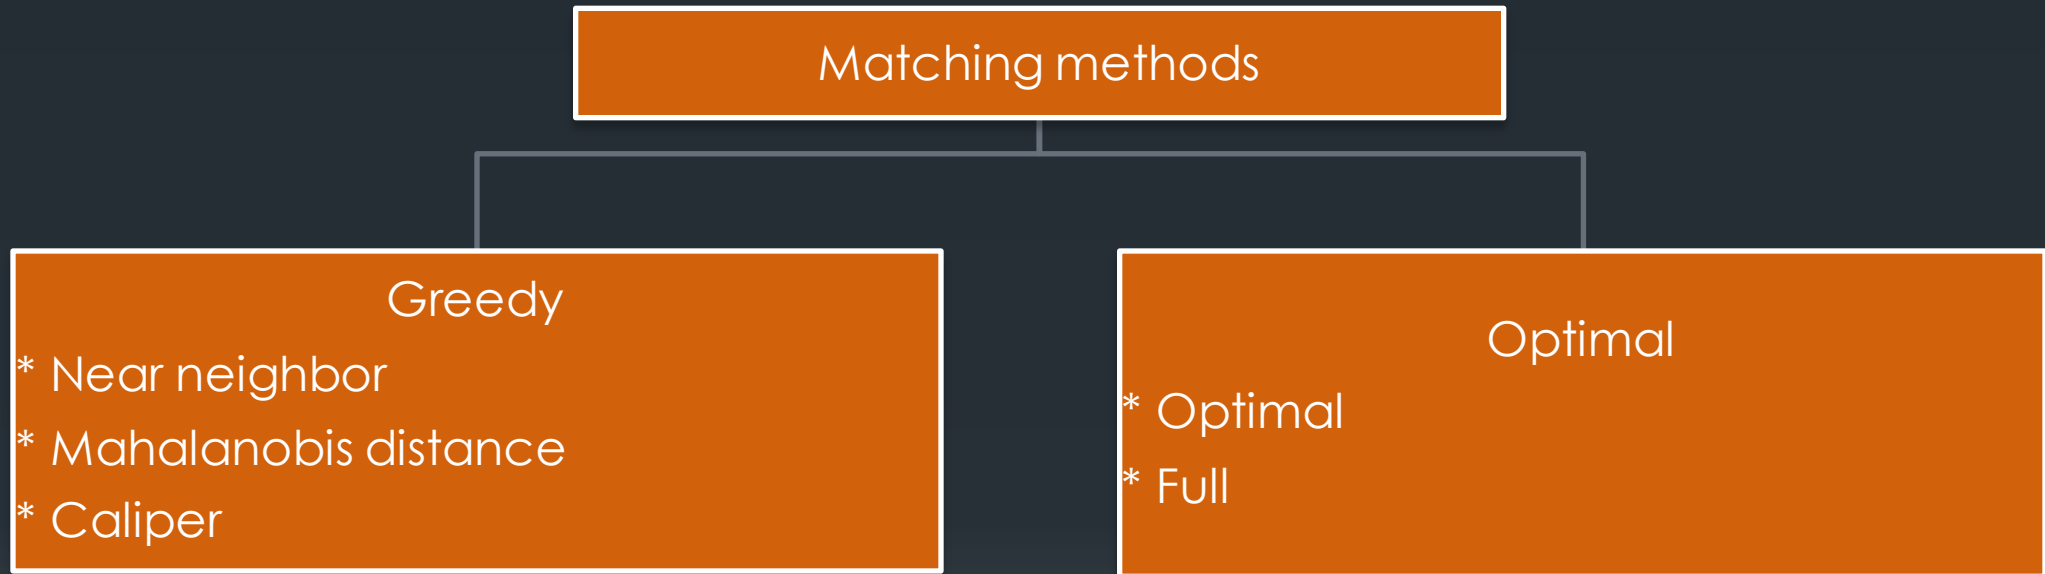 Matching methods
Greedy
* Near neighbor
* Mahalanobis distance
* Caliper
Optimal
* Optimal
* Full